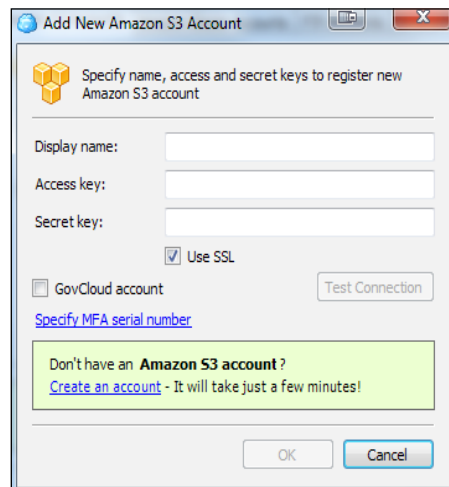 Add New Amazon S3 Account
Specify name, access and secret keys to register new
Amazon S3 account
Display name:
Access key:
Secret key:
Use SSL
GovCloud account
Test Connection
Specify MFA serial number
Don't have an Amazon S3 account?
Create an account - It will take just a few minutes!
OK
Cancel